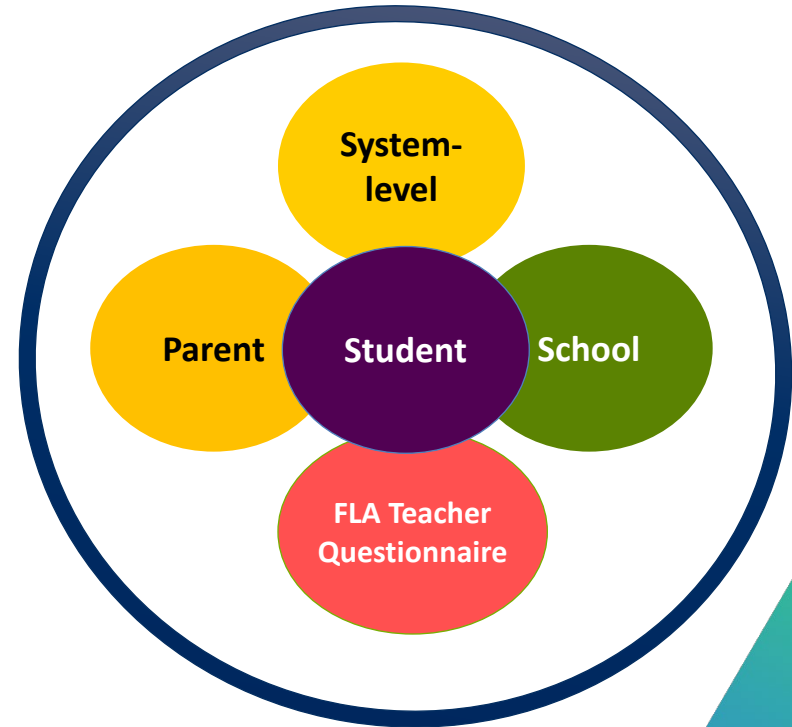 System-
level
Parent
Student
School
FLA Teacher
Questionnaire